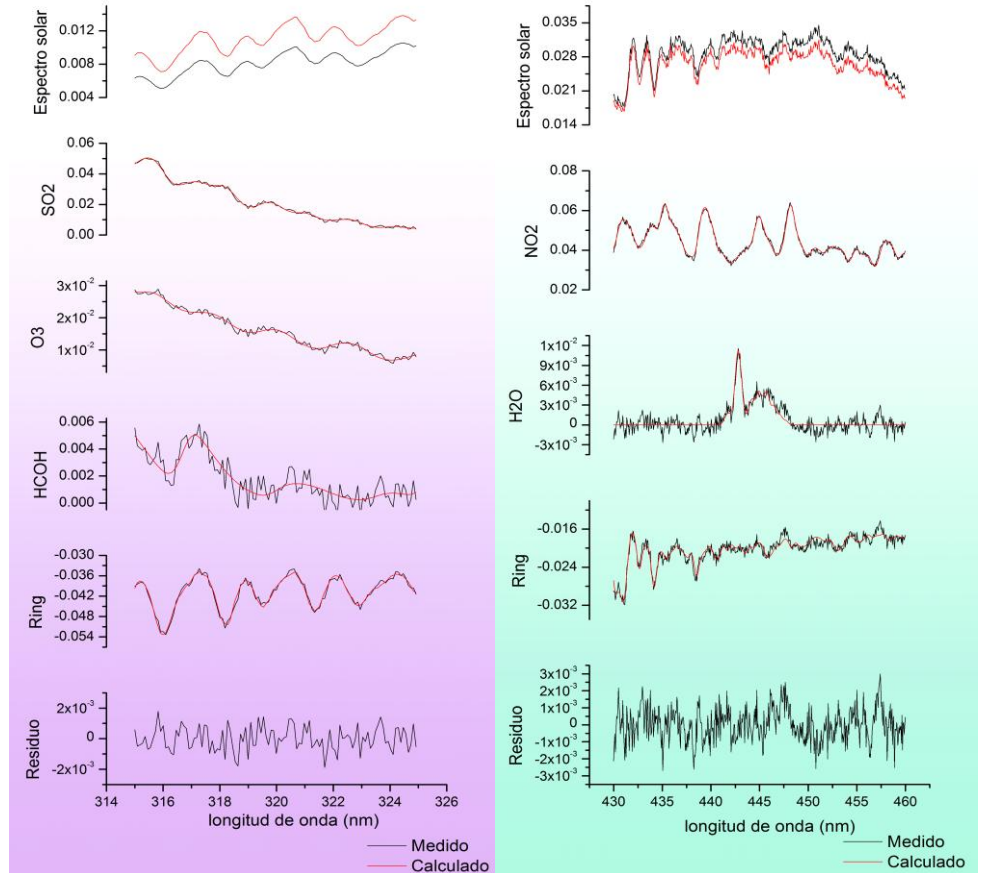 Espectro solar
0.012
0.008
0.004
SO2
0.06
0.04
0.02
0.00
O3
3x10⁻²
2x10⁻²
1x10⁻²
HCOH
0.006
0.004
0.002
0.000
Ring
-0.030
-0.036
-0.042
-0.048
-0.054
Residuo
2x10⁻³
0
-2x10⁻³
314 316 318 320 322 324 326
longitud de onda (nm)
Medido
Calculado
Espectro solar
0.035
0.028
0.021
0.014
NO2
0.08
0.06
0.04
0.02
H2O
1x10⁻²
9x10⁻³
6x10⁻³
3x10⁻³
0
-3x10⁻³
Ring
-0.016
-0.024
-0.032
Residuo
3x10⁻³
2x10⁻³
1x10⁻³
0
-1x10⁻³
-2x10⁻³
-3x10⁻³
430 435 440 445 450 455 460
longitud de onda (nm)
Medido
Calculado